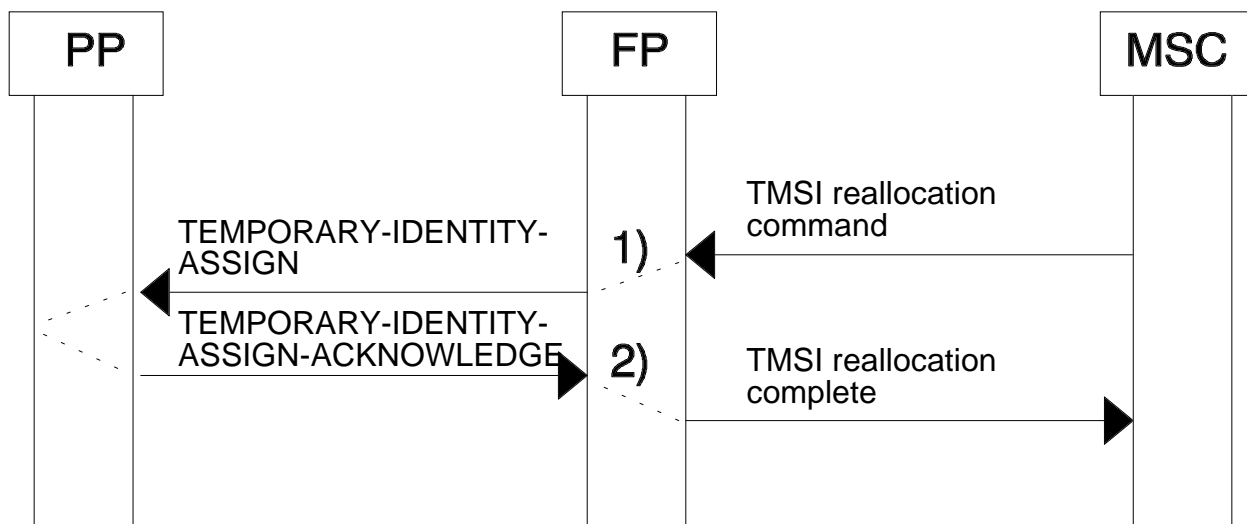 PP
FP
MSC
TMSI reallocation
command
TEMPORARY-IDENTITY-
ASSIGN
1)
TEMPORARY-IDENTITY-
ASSIGN-ACKNOWLEDGE
2)
TMSI reallocation
complete